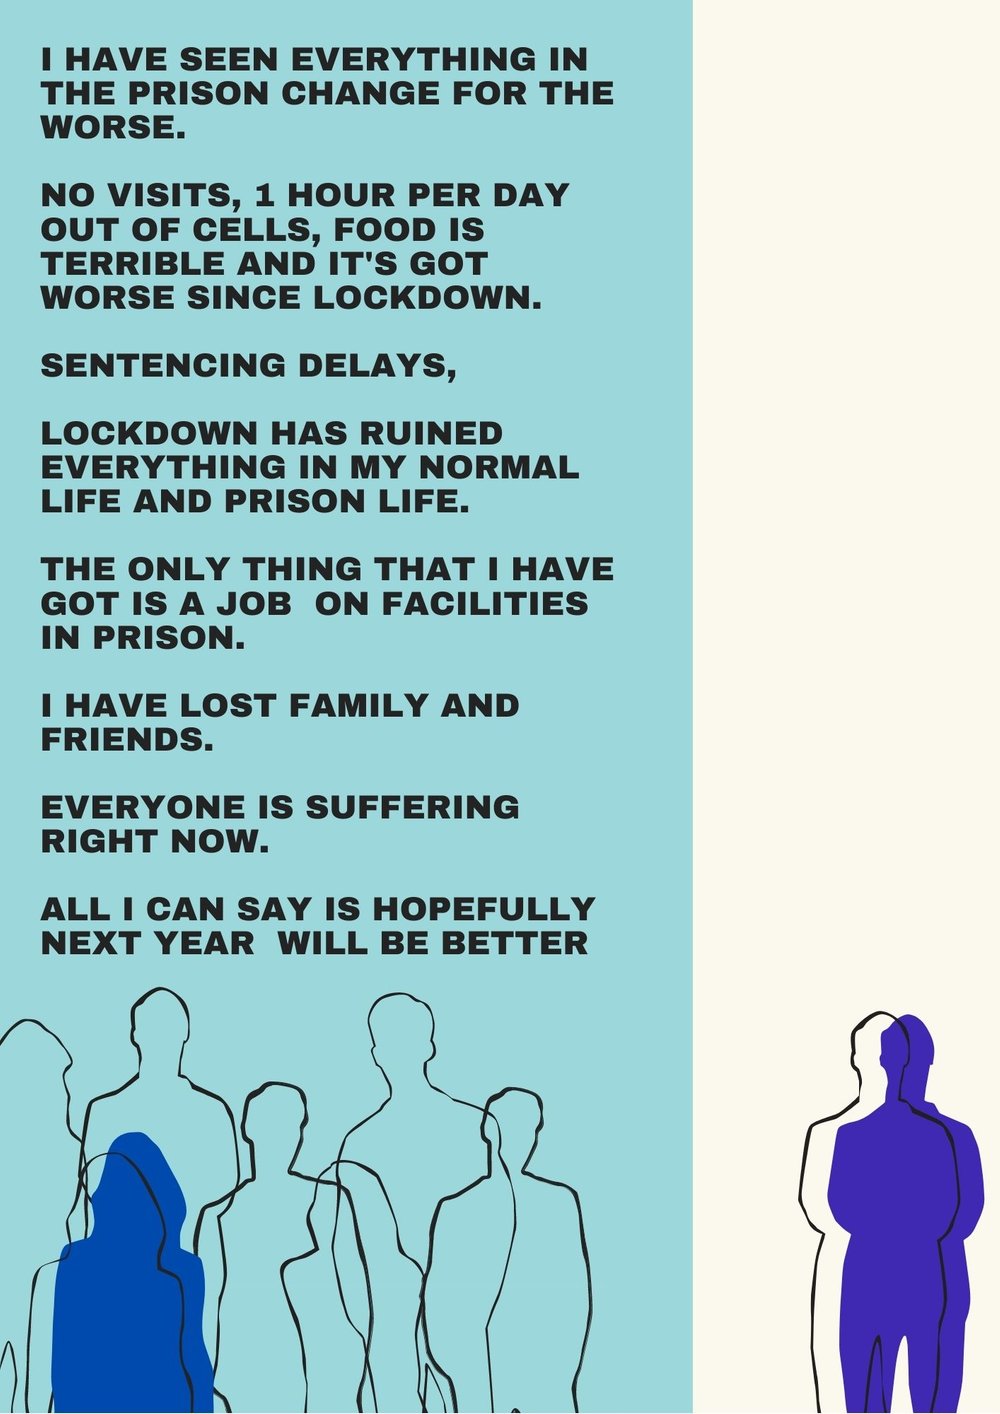 I HAVE SEEN EVERYTHING IN
THE PRISON CHANGE FOR THE
WORSE.
NO VISITS, 1 HOUR PER DAY
OUT OF CELLS, FOOD IS
TERRIBLE AND IT'S GOT
WORSE SINCE LOCKDOWN.
SENTENCING DELAYS,
LOCKDOWN HAS RUINED
EVERYTHING IN MY NORMAL
LIFE AND PRISON LIFE.
THE ONLY THING THAT I HAVE
GOT IS A JOB  ON FACILITIES
IN PRISON.
I HAVE LOST FAMILY AND
FRIENDS.
EVERYONE IS SUFFERING
RIGHT NOW.
ALL I CAN SAY IS HOPEFULLY
NEXT YEAR  WILL BE BETTER